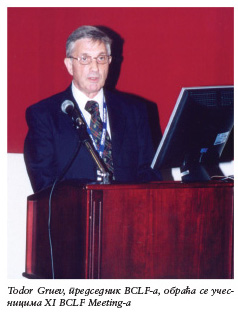 Todor Gruev, председник BCLF-a, обраћа се учес-
ницима XI BCLF Meeting-a